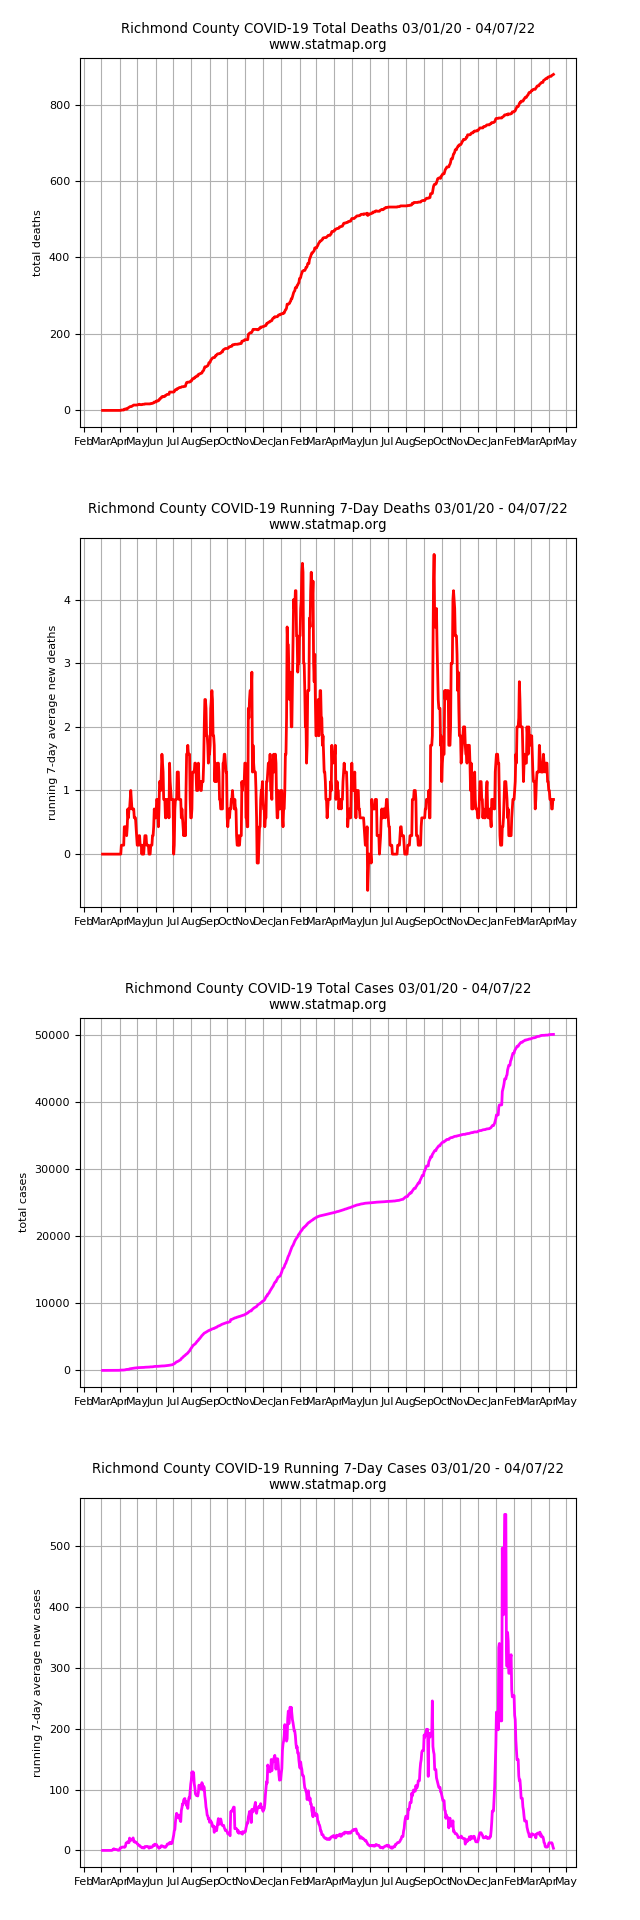 Richmond County COVID-19 Total Deaths 03/01/20 - 04/07/22
www.statmap.org
800
600
400
200
0
total deaths
Feb Mar Apr May Jun Jul Aug Sep Oct Nov Dec Jan Feb Mar Apr May Jun Jul Aug Sep Oct Nov Dec Jan Feb Mar Apr May
Richmond County COVID-19 Running 7-Day Deaths 03/01/20 - 04/07/22
www.statmap.org
4
3
2
1
0
running 7-day average new deaths
Feb Mar Apr May Jun Jul Aug Sep Oct Nov Dec Jan Feb Mar Apr May Jun Jul Aug Sep Oct Nov Dec Jan Feb Mar Apr May
Richmond County COVID-19 Total Cases 03/01/20 - 04/07/22
www.statmap.org
50000
40000
30000
20000
10000
0
total cases
Feb Mar Apr May Jun Jul Aug Sep Oct Nov Dec Jan Feb Mar Apr May Jun Jul Aug Sep Oct Nov Dec Jan Feb Mar Apr May
Richmond County COVID-19 Running 7-Day Cases 03/01/20 - 04/07/22
www.statmap.org
500
400
300
200
100
0
running 7-day average new cases
Feb Mar Apr May Jun Jul Aug Sep Oct Nov Dec Jan Feb Mar Apr May Jun Jul Aug Sep Oct Nov Dec Jan Feb Mar Apr May